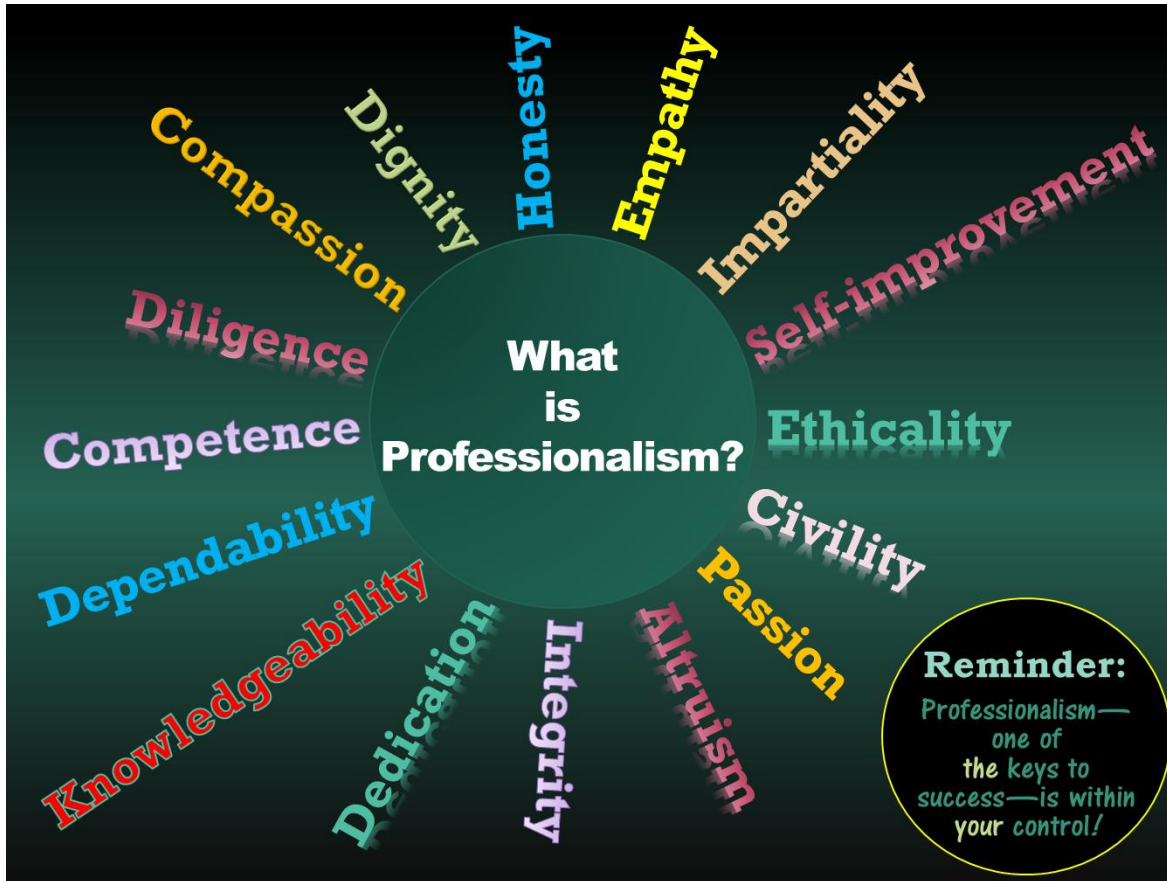 What
is
Professionalism?
Honesty
Empathy
Impartiality
Self-improvement
Ethicality
Civility
Passion
Altruism
Integrity
Dedication
Knowledgeability
Dependability
Competence
Diligence
Compassion
Dignity
Reminder:
Professionalism—
one of
the keys to
success—is within
your control!